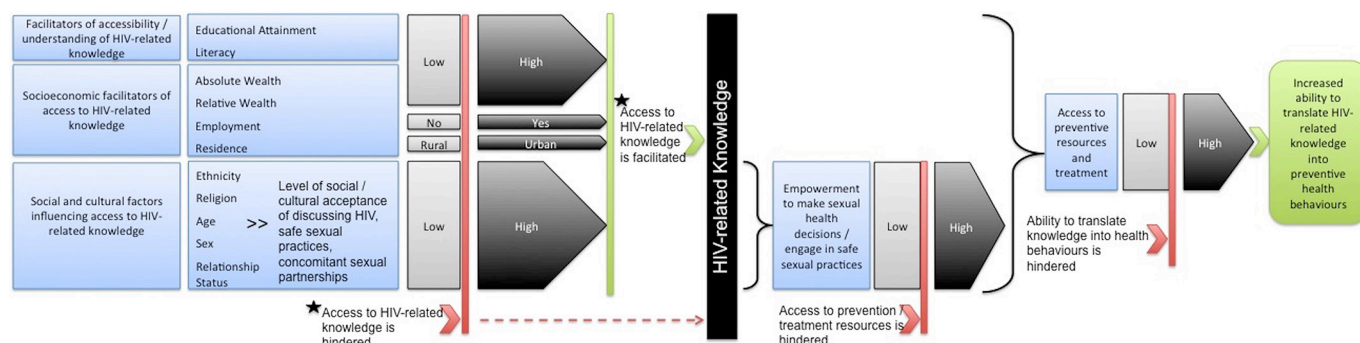 Facilitators of accessibility /
understanding of HIV-related
knowledge
Educational Attainment
Literacy
Low
High
Socioeconomic facilitators of
access to HIV-related
knowledge
Absolute Wealth
Relative Wealth
Employment
Residence
No
Yes
Rural
Urban
Social and cultural factors
influencing access to HIV-
related knowledge
Ethnicity
Religion
Age
Sex
Relationship
Status
>>
Level of social /
cultural acceptance
of discussing HIV,
safe sexual
practices,
concomitant sexual
partnerships
Low
High
★
Access to HIV-related
knowledge is
hindered
★
Access to
HIV-related
knowledge
is facilitated
HIV-related Knowledge
Empowerment
to make sexual
health
decisions /
engage in safe
sexual practices
Low
High
Access to prevention /
treatment resources is
hindered
Access to
preventive
resources
and
treatment
Low
High
Ability to translate
knowledge into health
behaviours is
hindered
Increased
ability to
translate HIV-
related
knowledge
into
preventive
health
behaviours